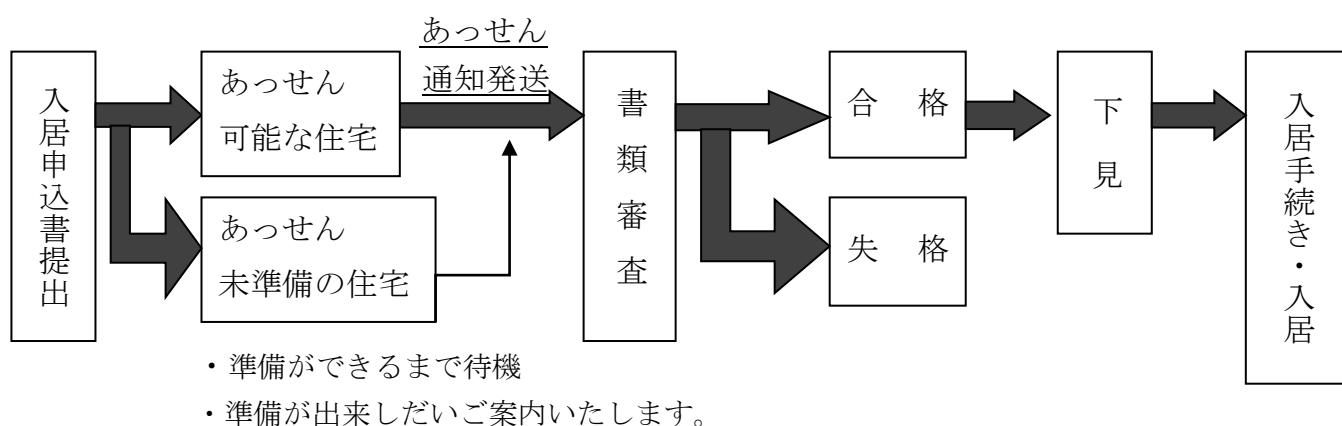 入居申込書提出
あっせん
可能な住宅
あっせん
未準備の住宅
・準備ができるまで待機
・準備が出来しだいご案内いたします。
あっせん
通知発送
書類審査
合　格
失　格
下見
入居手続き・入居